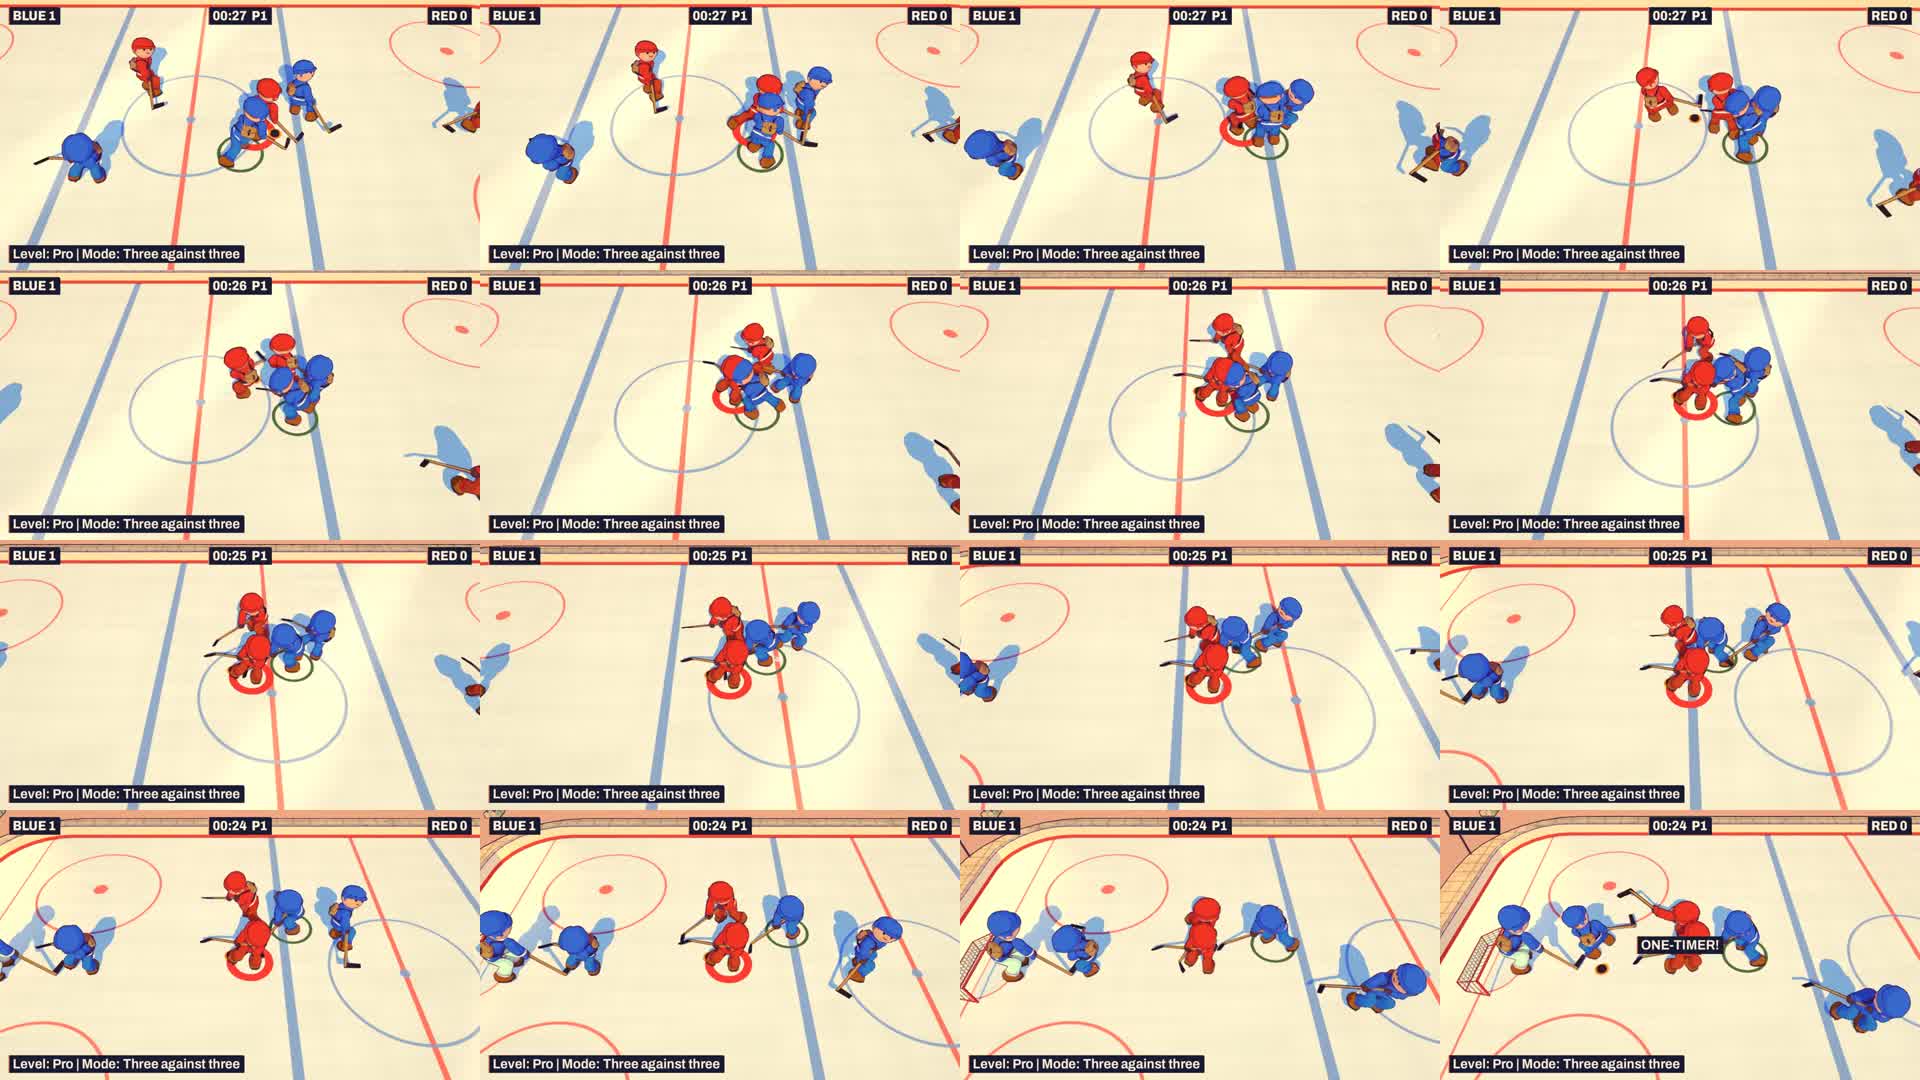 BLUE 1 00:27 P1 RED 0 BLUE 1 00:27 P1 RED 0 BLUE 1 00:27 P1 RED 0 BLUE 1 00:27 P1 RED 0
Level: Pro | Mode: Three against three Level: Pro | Mode: Three against three Level: Pro | Mode: Three against three Level: Pro | Mode: Three against three
BLUE 1 00:26 P1 RED 0 BLUE 1 00:26 P1 RED 0 BLUE 1 00:26 P1 RED 0 BLUE 1 00:26 P1 RED 0
Level: Pro | Mode: Three against three Level: Pro | Mode: Three against three Level: Pro | Mode: Three against three Level: Pro | Mode: Three against three
BLUE 1 00:25 P1 RED 0 BLUE 1 00:25 P1 RED 0 BLUE 1 00:25 P1 RED 0 BLUE 1 00:25 P1 RED 0
Level: Pro | Mode: Three against three Level: Pro | Mode: Three against three Level: Pro | Mode: Three against three Level: Pro | Mode: Three against three
BLUE 1 00:24 P1 RED 0 BLUE 1 00:24 P1 RED 0 BLUE 1 00:24 P1 RED 0 BLUE 1 00:24 P1 RED 0
ONE-TIMER!
Level: Pro | Mode: Three against three Level: Pro | Mode: Three against three Level: Pro | Mode: Three against three Level: Pro | Mode: Three against three